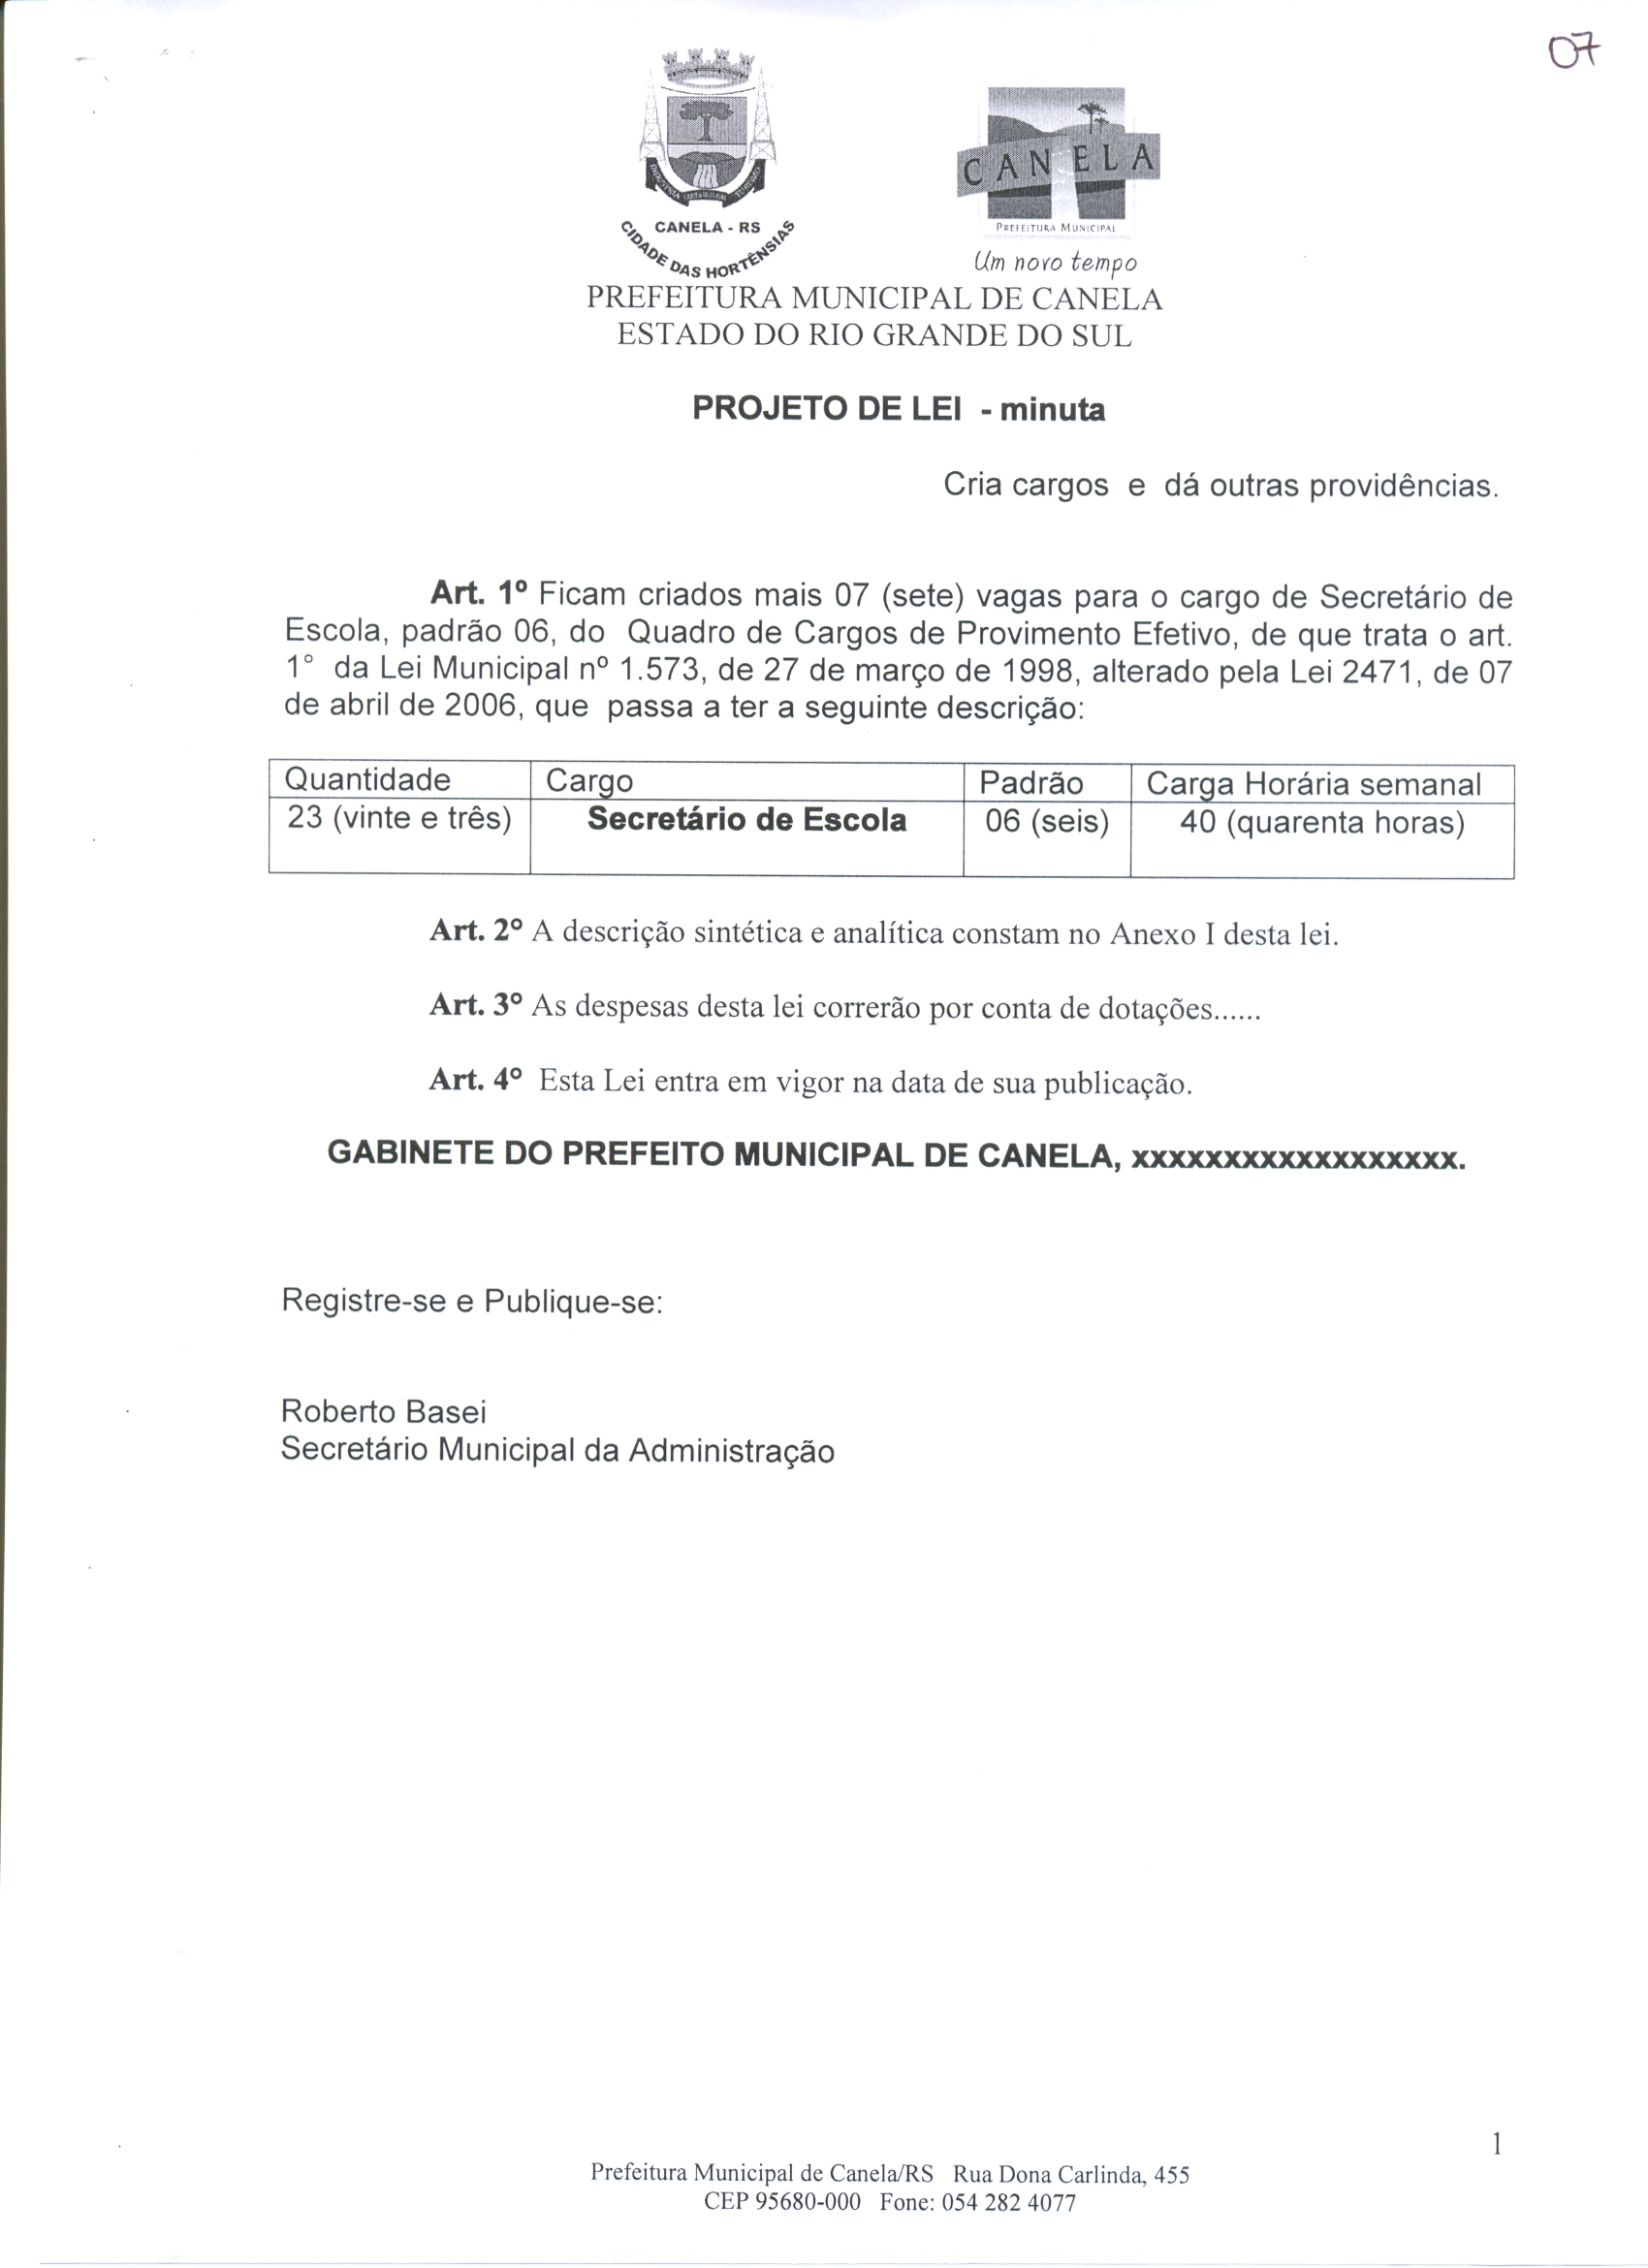 07
CANELA - RS
CIDADE DAS HORTÊNSIAS
CANELA
PREFEITURA MUNICIPAL
Um novo tempo
PREFEITURA MUNICIPAL DE CANELA
ESTADO DO RIO GRANDE DO SUL
PROJETO DE LEI - minuta
Cria cargos e dá outras providências.
Art. 1º Ficam criados mais 07 (sete) vagas para o cargo de Secretário de
Escola, padrão 06, do Quadro de Cargos de Provimento Efetivo, de que trata o art.
1° da Lei Municipal nº 1.573, de 27 de março de 1998, alterado pela Lei 2471, de 07
de abril de 2006, que passa a ter a seguinte descrição:
Quantidade Cargo Padrão Carga Horária semanal
23 (vinte e três) Secretário de Escola 06 (seis) 40 (quarenta horas)
Art. 2º A descrição sintética e analítica constam no Anexo I desta lei.
Art. 3º As despesas desta lei correrão por conta de dotações......
Art. 4º Esta Lei entra em vigor na data de sua publicação.
GABINETE DO PREFEITO MUNICIPAL DE CANELA, xxxxxxxxxxxxxxxxxx.
Registre-se e Publique-se:
Roberto Basei
Secretário Municipal da Administração
1
Prefeitura Municipal de Canela/RS Rua Dona Carlinda, 455
CEP 95680-000 Fone: 054 282 4077